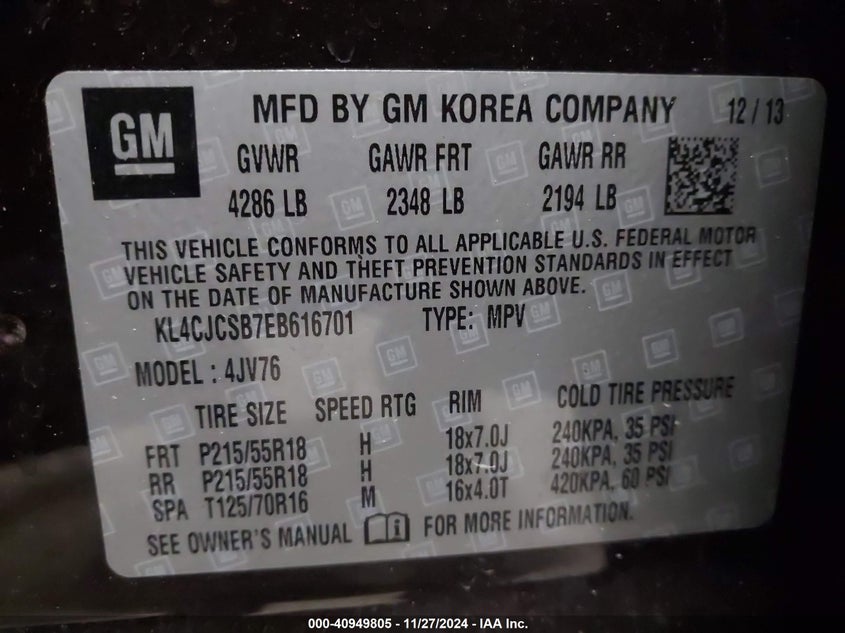 GM
MFD BY GM KOREA COMPANY 12 / 13
GVWR GAWR FRT GAWR RR
4286 LB 2348 LB 2194 LB
THIS VEHICLE CONFORMS TO ALL APPLICABLE U.S. FEDERAL MOTOR
VEHICLE SAFETY AND THEFT PREVENTION STANDARDS IN EFFECT
ON THE DATE OF MANUFACTURE SHOWN ABOVE.
KL4CJCSB7EB616701 TYPE: MPV
MODEL : 4JV76
TIRE SIZE SPEED RTG RIM COLD TIRE PRESSURE
FRT P215/55R18 H 18x7.0J 240KPA, 35 PSI
RR P215/55R18 H 18x7.0J 240KPA, 35 PSI
SPA T125/70R16 M 16x4.0T 420KPA, 60 PSI
SEE OWNER'S MANUAL i FOR MORE INFORMATION.
000-40949805 - 11/27/2024 - IAA Inc.